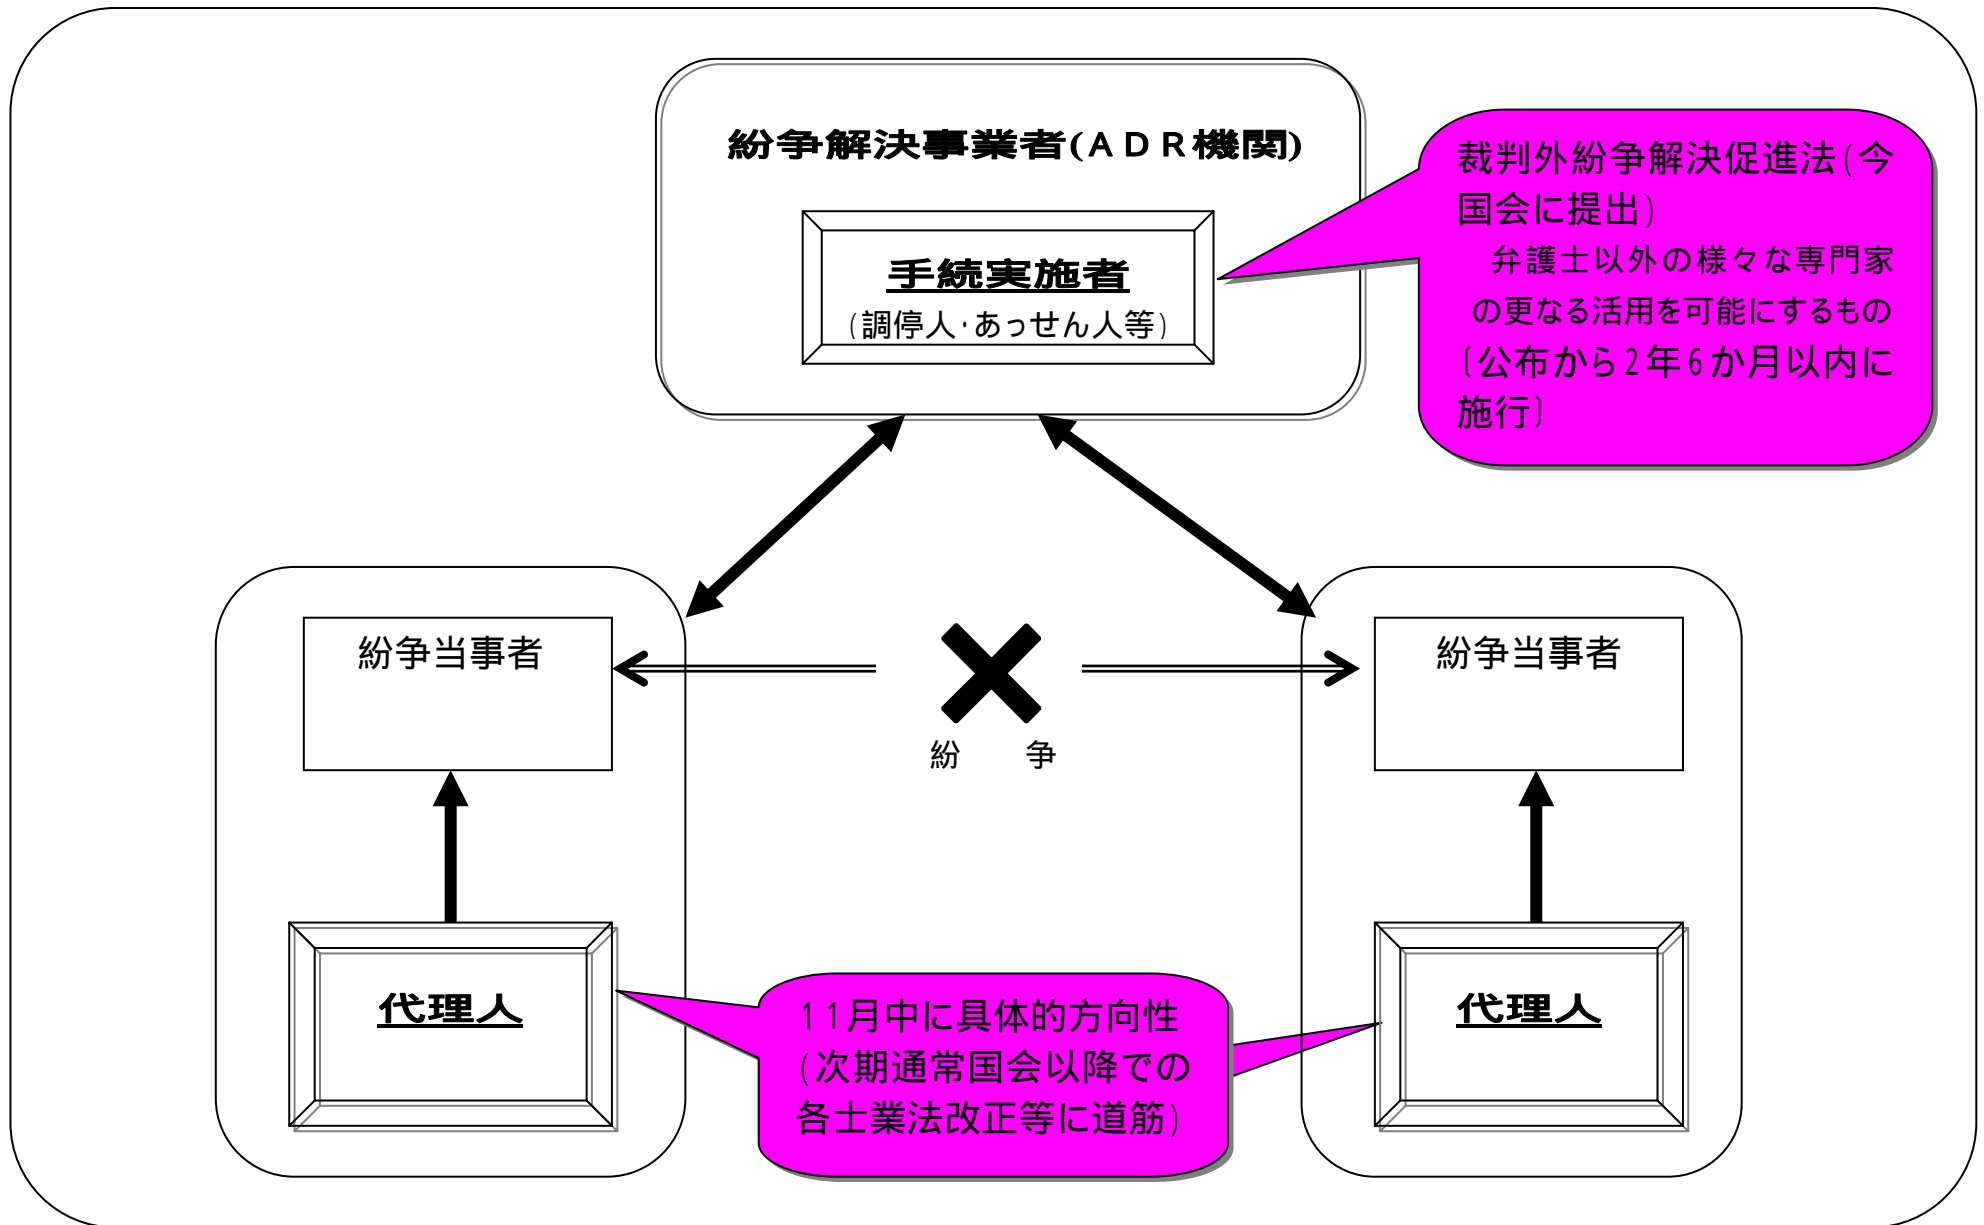 紛争解決事業者(ADR機関)
手続実施者
(調停人・あっせん人等)
裁判外紛争解決促進法(今
国会に提出)
弁護士以外の様々な専門家
の更なる活用を可能にするもの
〔公布から2年6か月以内に
施行〕
紛争当事者
紛争当事者
紛　争
代理人
11月中に具体的方向性
(次期通常国会以降での
各士業法改正等に道筋)
代理人